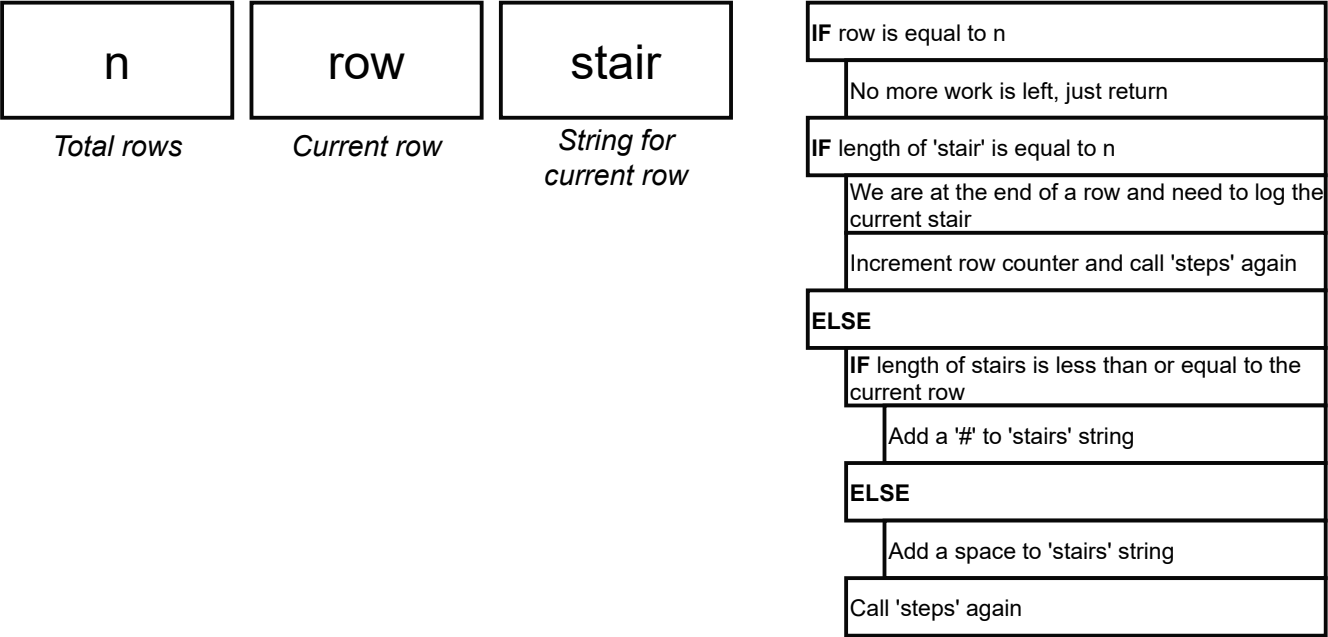 n
row
stair
Total rows
Current row
String for
current row
IF row is equal to n
No more work is left, just return
IF length of 'stair' is equal to n
We are at the end of a row and need to log the
current stair
Increment row counter and call 'steps' again
ELSE
IF length of stairs is less than or equal to the
current row
Add a '#' to 'stairs' string
ELSE
Add a space to 'stairs' string
Call 'steps' again